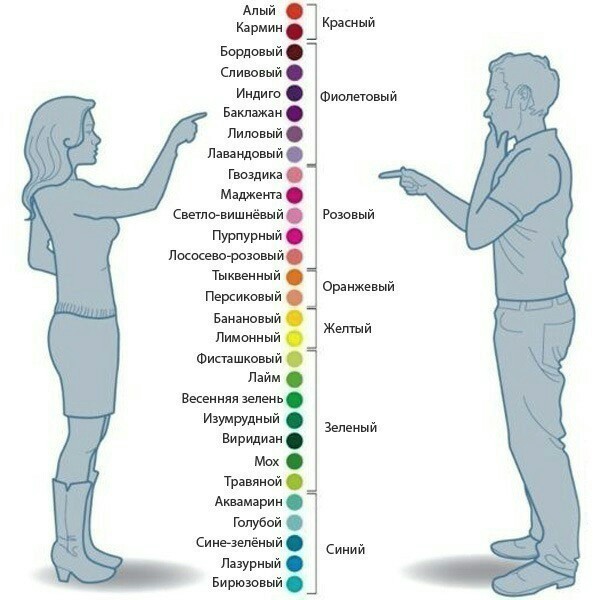 Алый
Кармин
Красный
Бордовый
Сливовый
Индиго
Баклажан
Лиловый
Лавандовый
Фиолетовый
Гвоздика
Маджента
Светло-вишнёвый
Пурпурный
Лососево-розовый
Розовый
Тыквенный
Персиковый
Оранжевый
Банановый
Лимонный
Желтый
Фисташковый
Лайм
Весенняя зелень
Изумрудный
Виридиан
Мох
Травяной
Зеленый
Аквамарин
Голубой
Сине-зелёный
Лазурный
Бирюзовый
Синий